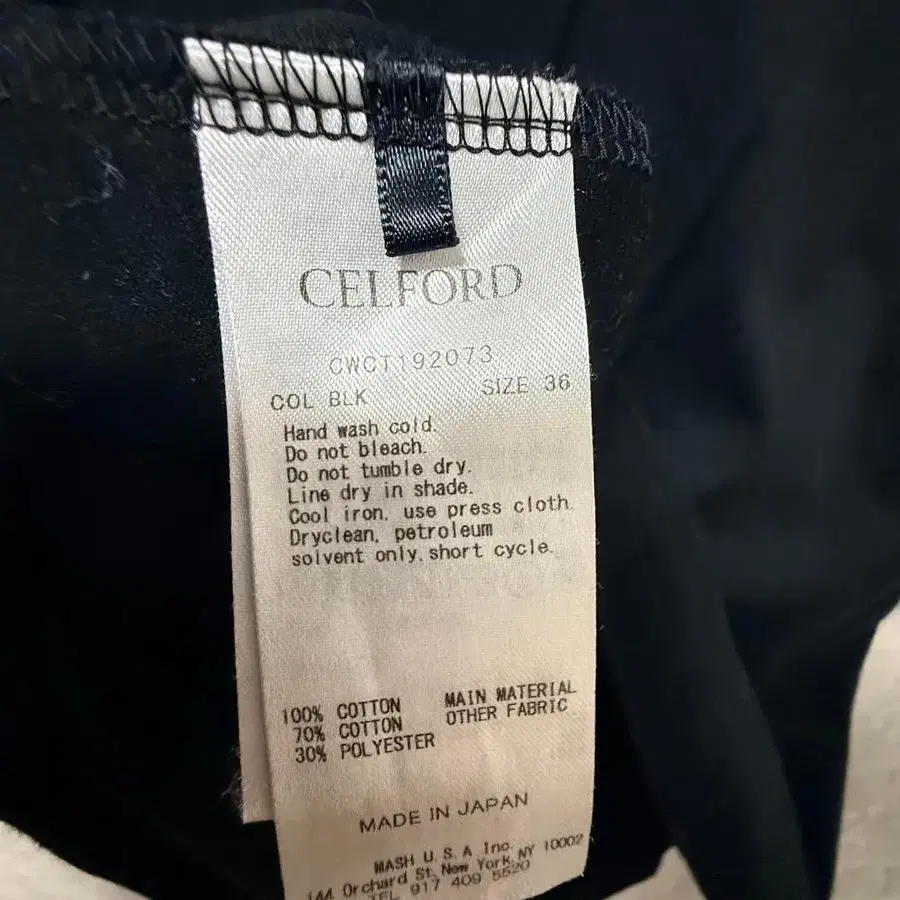 CELFORD
CWCT192073
COL BLK SIZE 36
Hand wash cold.
Do not bleach.
Do not tumble dry.
Line dry in shade.
Cool iron, use press cloth.
Dryclean, petroleum
solvent only, short cycle.
100% COTTON MAIN MATERIAL
70% COTTON OTHER FABRIC
30% POLYESTER
MADE IN JAPAN
MASH U.S.A Inc.
144 Orchard St, New York, NY 10002
TEL 917 409 5520